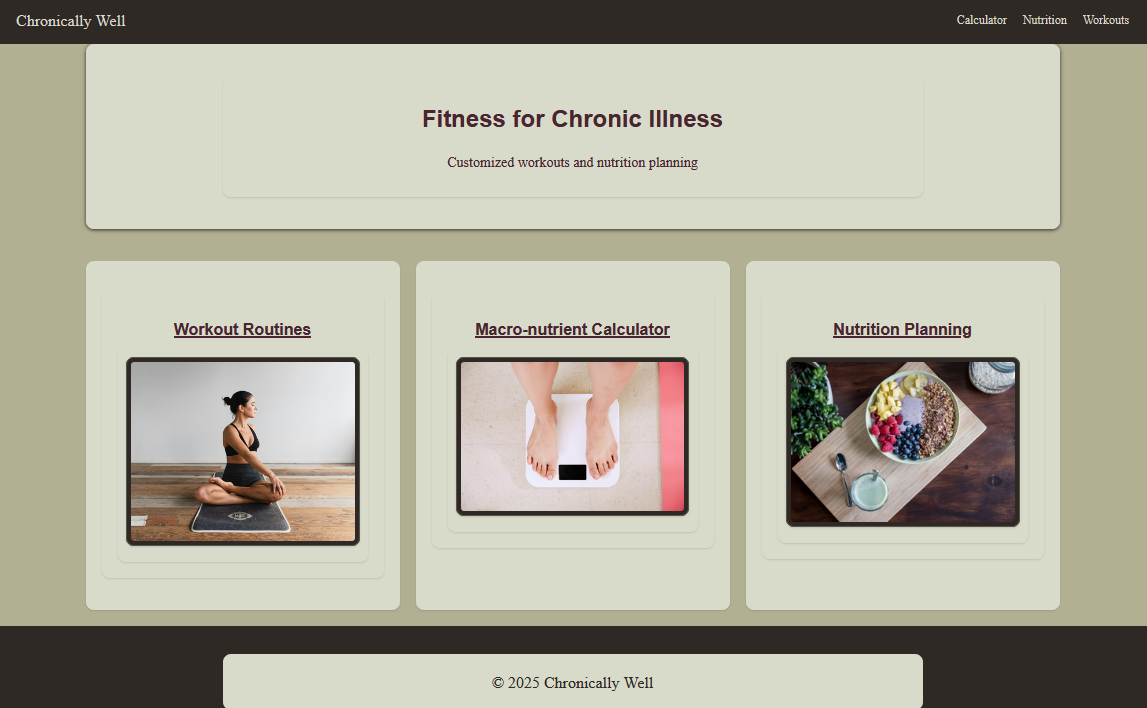 Chronically Well
Calculator Nutrition Workouts
Fitness for Chronic Illness
Customized workouts and nutrition planning
Workout Routines
Macro-nutrient Calculator
Nutrition Planning
© 2025 Chronically Well